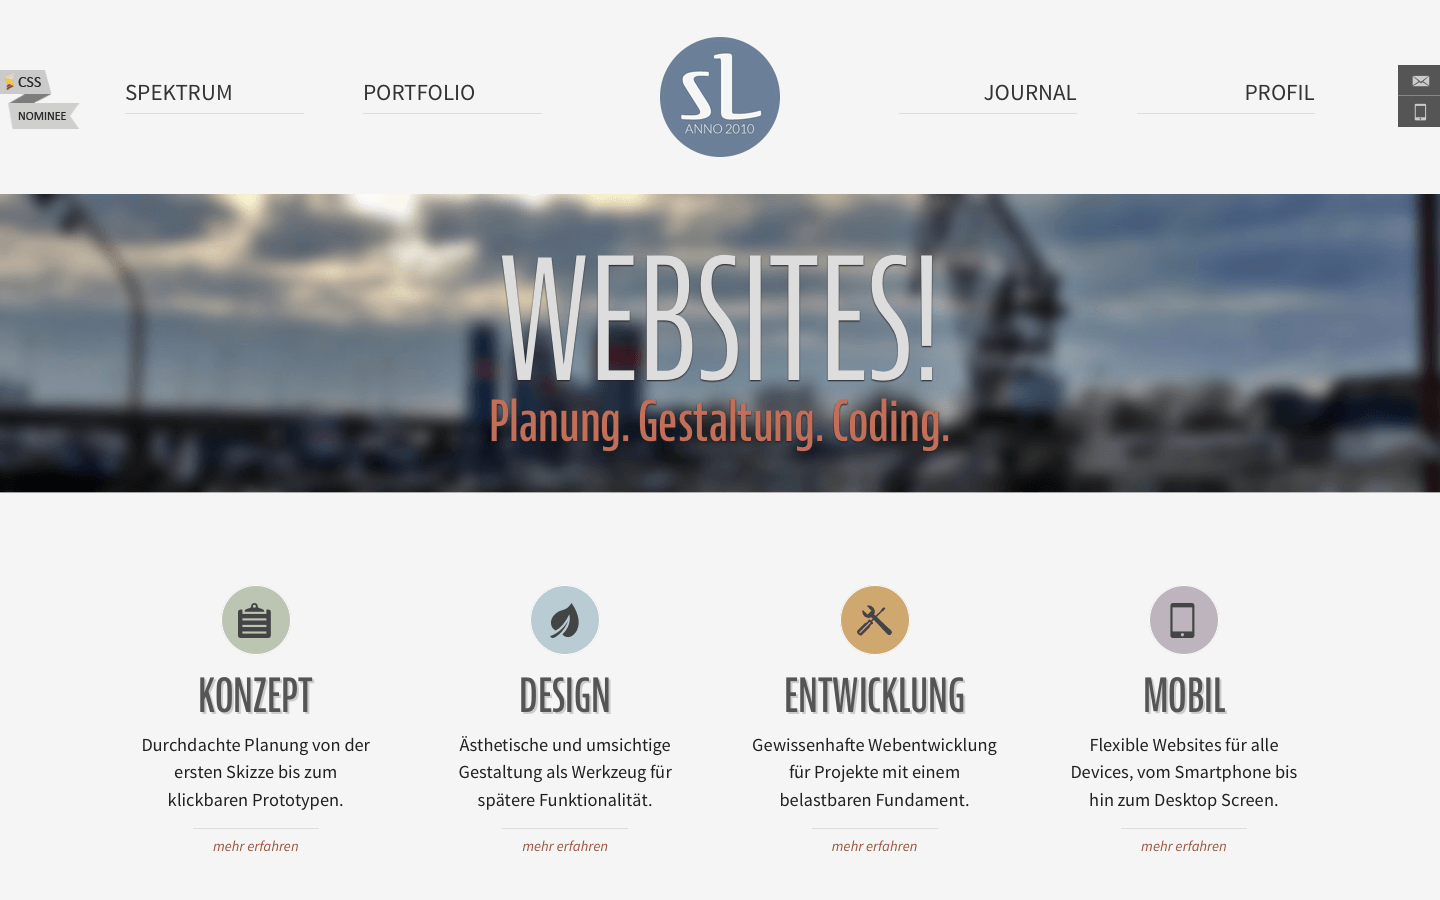 CSS
NOMINEE
SPEKTRUM
PORTFOLIO
sL
ANNO 2010
JOURNAL
PROFIL
WEBSITES!
Planung. Gestaltung. Coding.
KONZEPT
Durchdachte Planung von der
ersten Skizze bis zum
klickbaren Prototypen.
mehr erfahren
DESIGN
Ästhetische und umsichtige
Gestaltung als Werkzeug für
spätere Funktionalität.
mehr erfahren
ENTWICKLUNG
Gewissenhafte Webentwicklung
für Projekte mit einem
belastbaren Fundament.
mehr erfahren
MOBIL
Flexible Websites für alle
Devices, vom Smartphone bis
hin zum Desktop Screen.
mehr erfahren